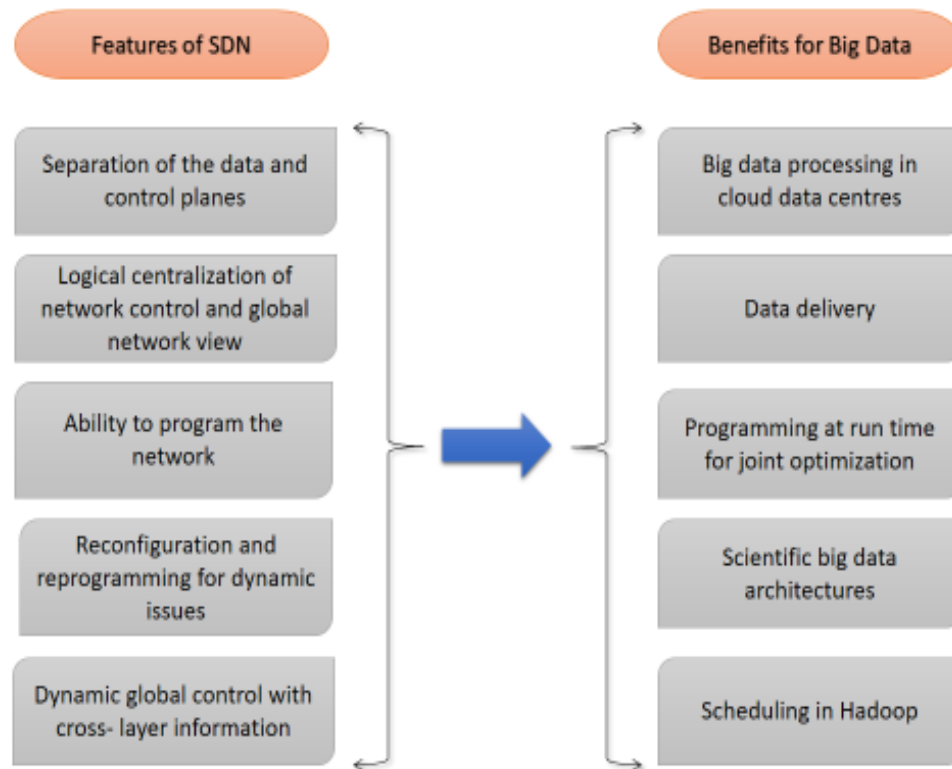 Features of SDN
Separation of the data and
control planes
Logical centralization of
network control and global
network view
Ability to program the
network
Reconfiguration and
reprogramming for dynamic
issues
Dynamic global control with
cross- layer information
Benefits for Big Data
Big data processing in
cloud data centres
Data delivery
Programming at run time
for joint optimization
Scientific big data
architectures
Scheduling in Hadoop